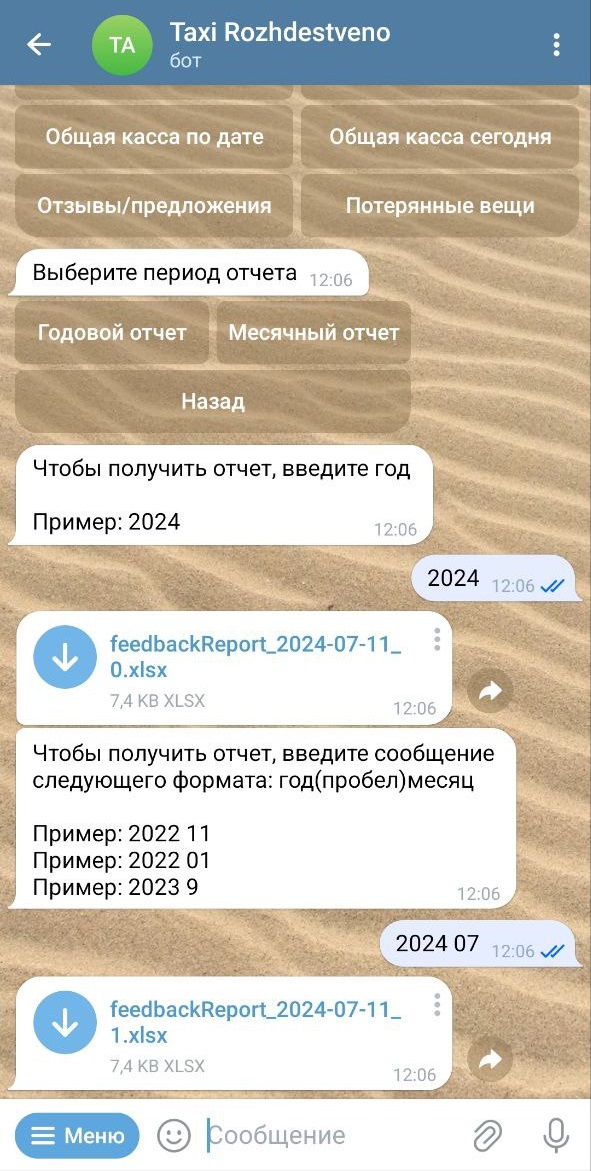 Taxi Rozhdestveno
TA
бот
Общая касса по дате
Общая касса сегодня
Отзывы/предложения
Потерянные вещи
Выберите период отчета 12:06
Годовой отчет
Месячный отчет
Назад
Чтобы получить отчет, введите год
Пример: 2024
12:06
2024 12:06
feedbackReport_2024-07-11_
0.xlsx
7,4 KB XLSX
12:06
Чтобы получить отчет, введите сообщение
следующего формата: год(пробел)месяц
Пример: 2022 11
Пример: 2022 01
Пример: 2023 9
12:06
2024 07 12:06
feedbackReport_2024-07-11_
1.xlsx
7,4 KB XLSX
12:06
Меню
Сообщение